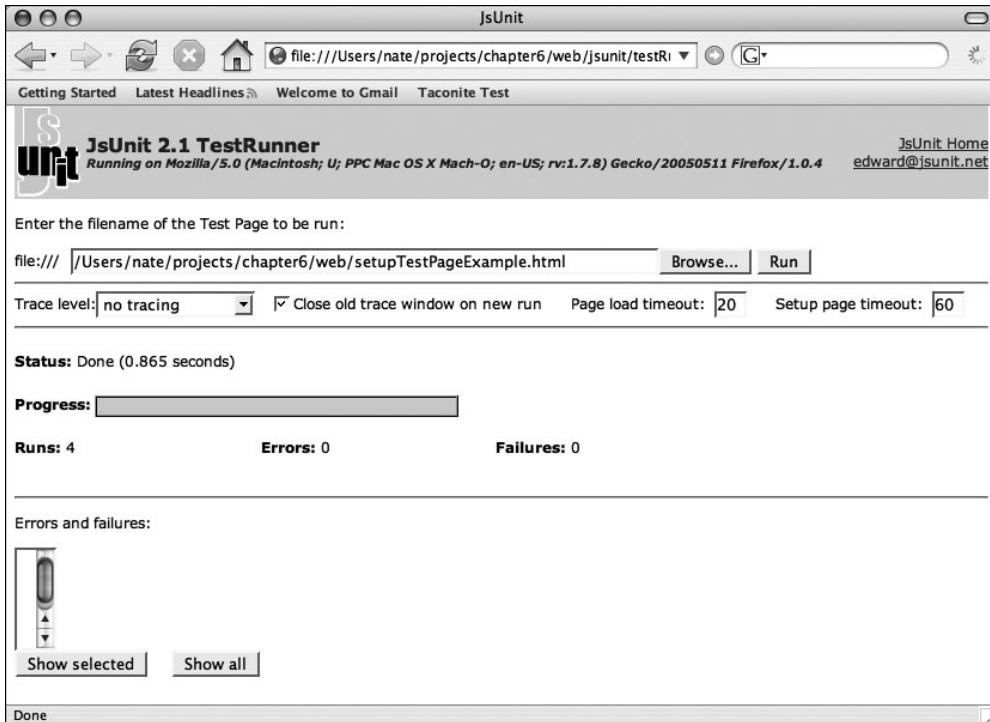 JsUnit
file:///Users/nate/projects/chapter6/web/jsunit/testRu
G
Getting Started Latest Headlines Welcome to Gmail Taconite Test
Js
unit
JsUnit 2.1 TestRunner
JsUnit Home
Running on Mozilla/5.0 (Macintosh; U; PPC Mac OS X Mach-O; en-US; rv:1.7.8) Gecko/20050511 Firefox/1.0.4
edward@jsunit.net
Enter the filename of the Test Page to be run:
file:/// /Users/nate/projects/chapter6/web/setupTestPageExample.html Browse... Run
Trace level: no tracing Close old trace window on new run Page load timeout: 20 Setup page timeout: 60
Status: Done (0.865 seconds)
Progress:
Runs: 4 Errors: 0 Failures: 0
Errors and failures:
Show selected Show all
Done